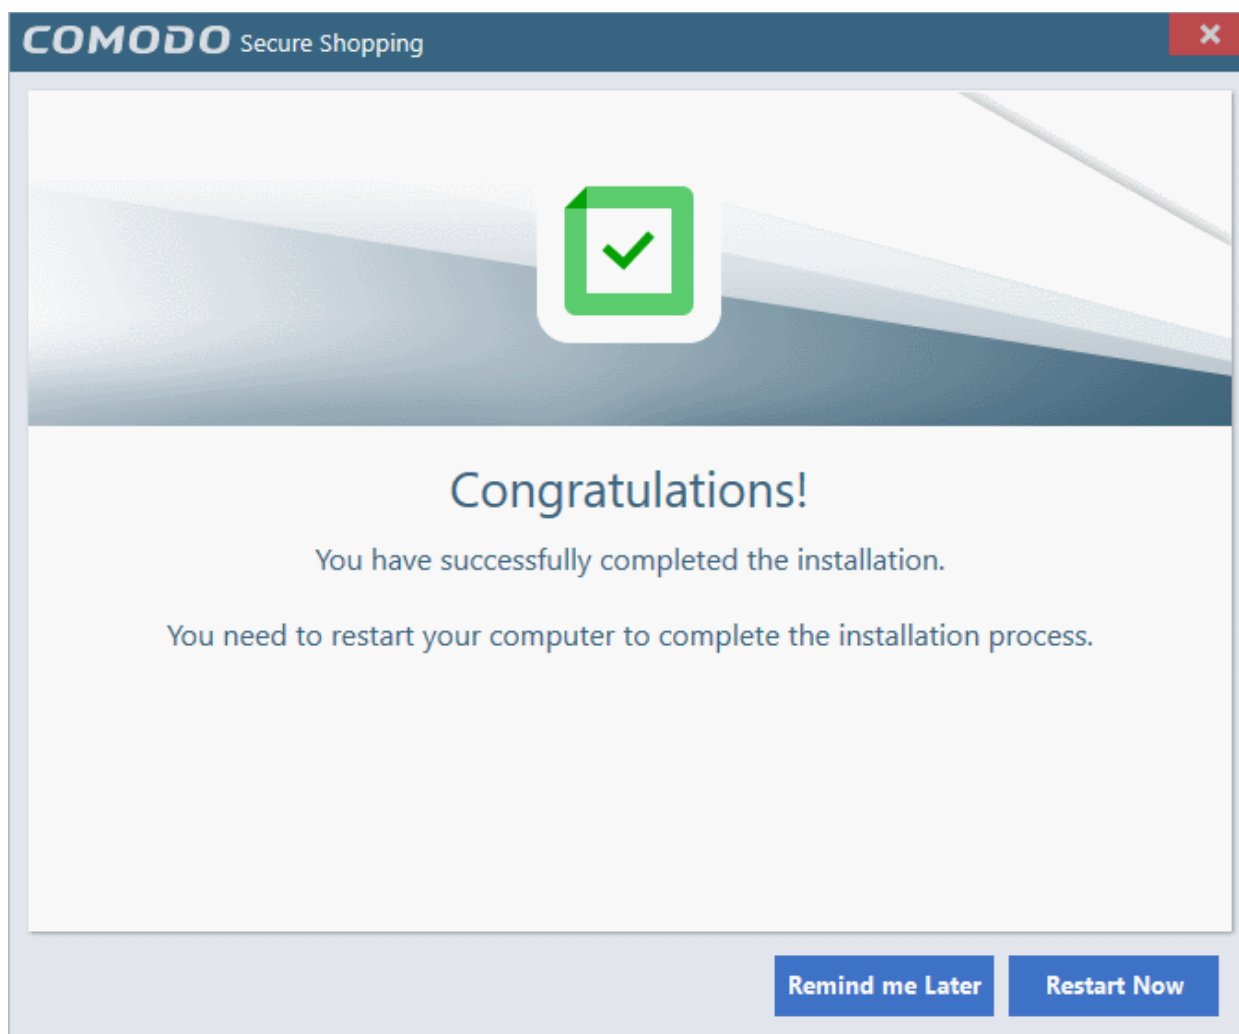 COMODO Secure Shopping
Congratulations!
You have successfully completed the installation.
You need to restart your computer to complete the installation process.
Remind me Later
Restart Now